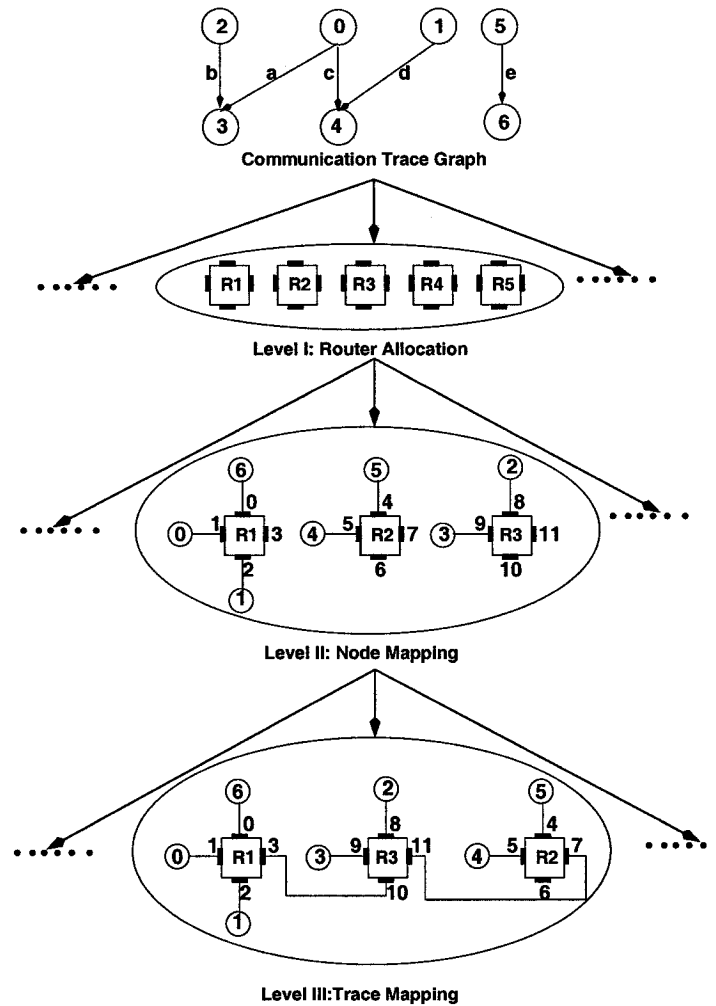 2 0 1 5
b a c d e
3 4 6
Communication Trace Graph
R1 R2 R3 R4 R5
Level I: Router Allocation
6 5 2
0 4 8
0 1 R1 3 4 5 R2 7 3 9 R3 11
2 6 10
1
Level II: Node Mapping
6 2 5
0 8 4
0 1 R1 3 3 9 R3 11 4 5 R2 7
2 10 6
1
Level III:Trace Mapping